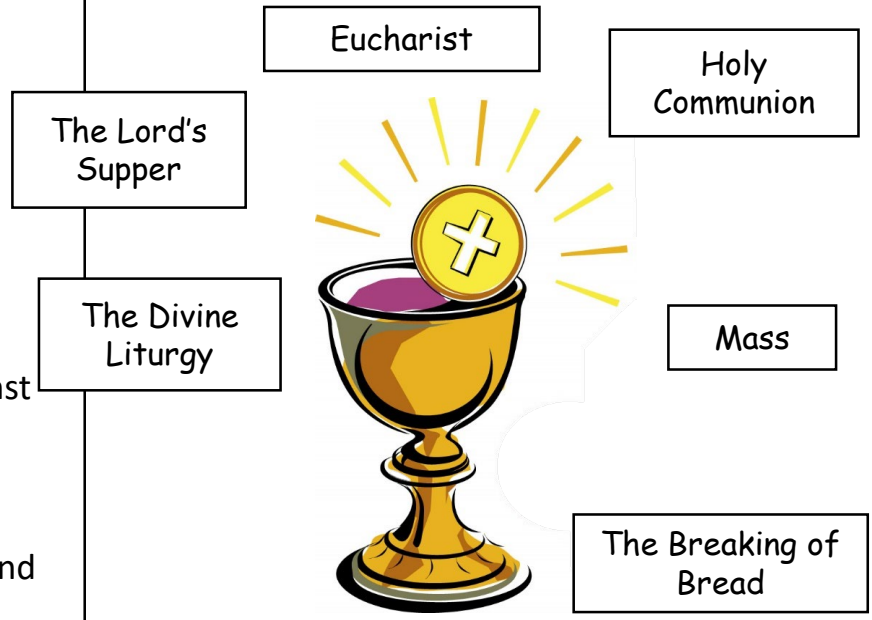 Eucharist
Holy
Communion
The Lord's
Supper
The Divine
Liturgy
Mass
The Breaking of
Bread